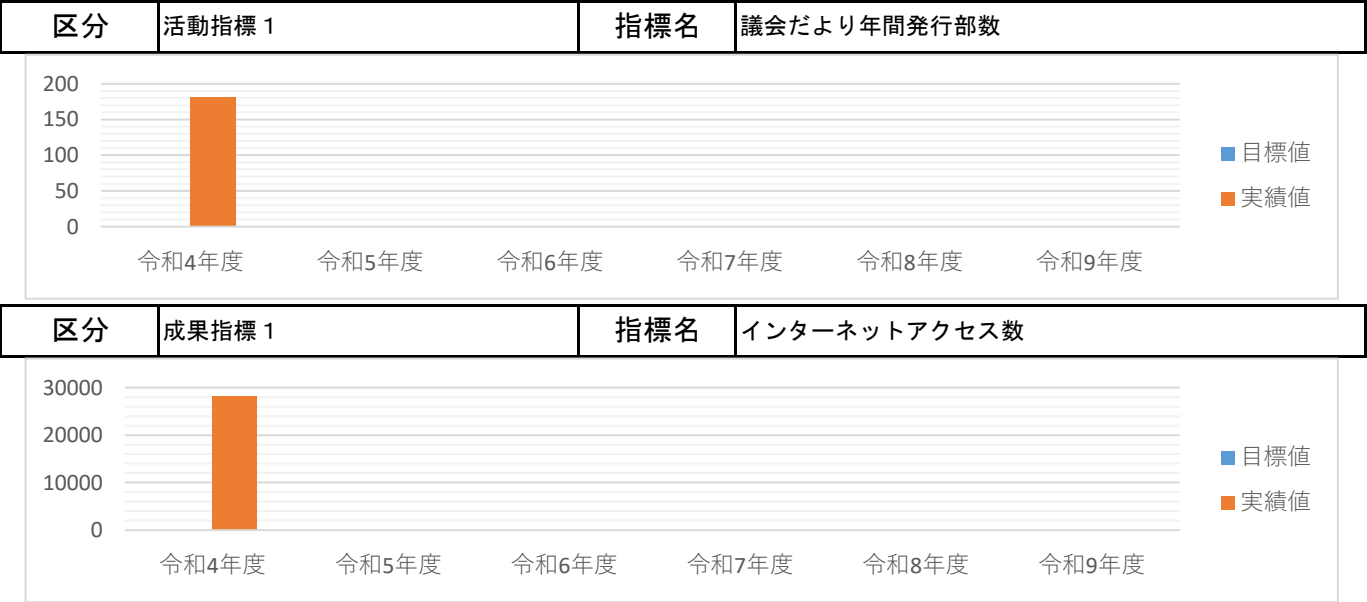 区分 活動指標１ 指標名 議会だより年間発行部数
200
150
100
50
0
令和4年度 令和5年度 令和6年度 令和7年度 令和8年度 令和9年度
目標値
実績値
区分 成果指標１ 指標名 インターネットアクセス数
30000
20000
10000
0
令和4年度 令和5年度 令和6年度 令和7年度 令和8年度 令和9年度
目標値
実績値